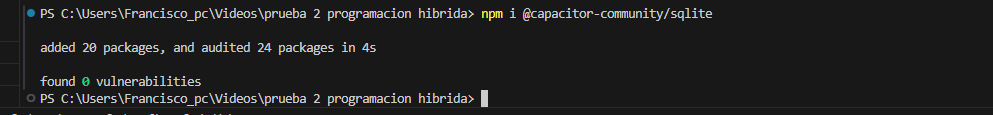 PS C:\Users\Francisco_pc\Videos\prueba 2 programacion hibrida> npm i @capacitor-community/sqlite
added 20 packages, and audited 24 packages in 4s
found 0 vulnerabilities
PS C:\Users\Francisco_pc\Videos\prueba 2 programacion hibrida>